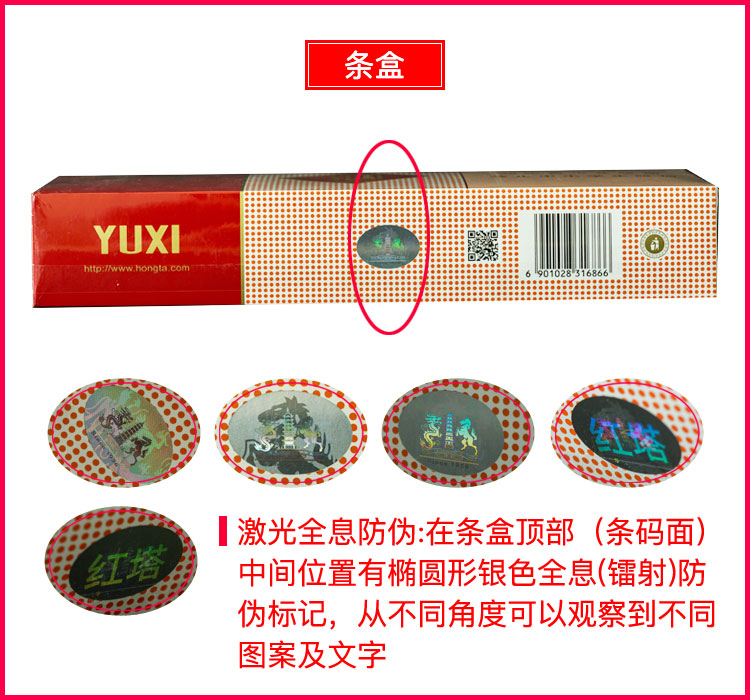 条盒
YUXI
http://www.hongta.com
6 901028 316866
红塔
红塔
激光全息防伪:在条盒顶部（条码面）
中间位置有椭圆形银色全息(镭射)防
伪标记，从不同角度可以观察到不同
图案及文字